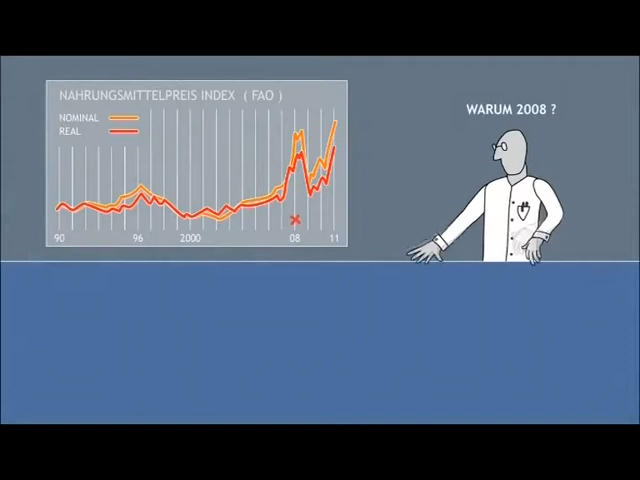 NAHRUNGSMITTELPREIS INDEX ( FAO )
WARUM 2008 ?
NOMINAL
REAL
90 96 2000 08 11